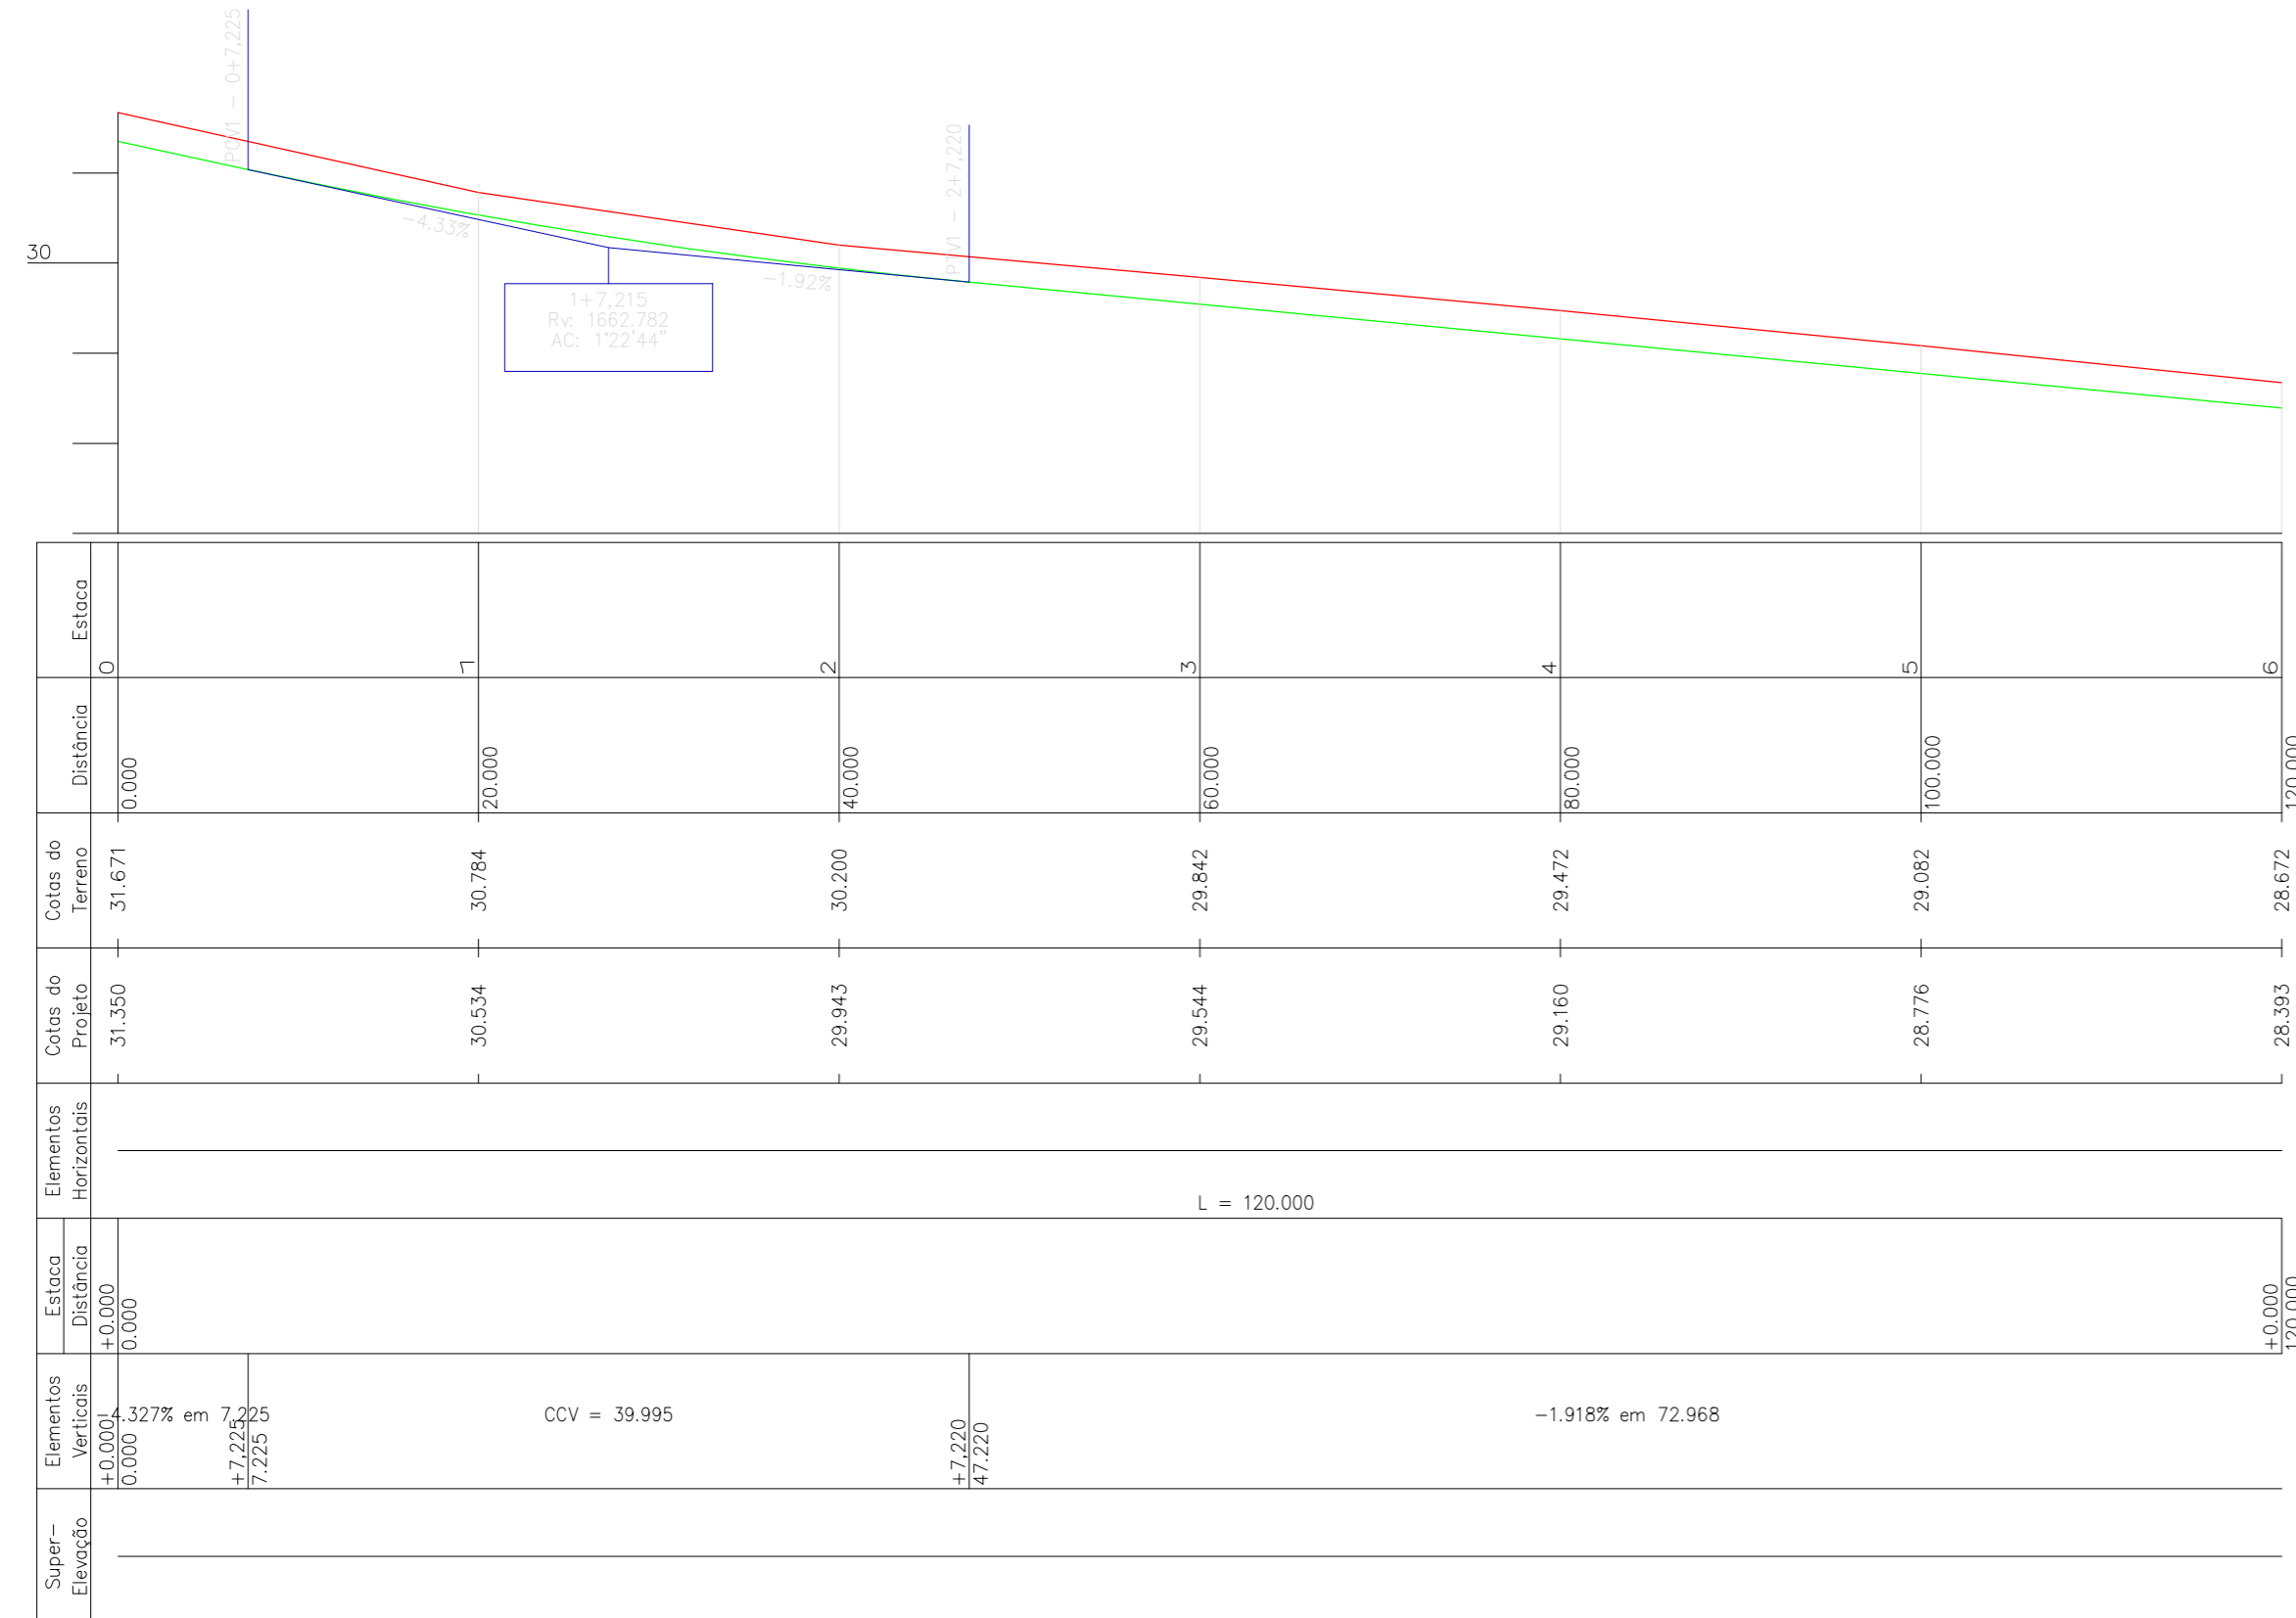 PCV1 - 0+7,225
PTV1 - 2+7,220
30
-4.33%
-1.92%
1+7,215
Rv: 1662.782
AC: 1°22'44"
Estaca
0
1
2
3
4
5
6
Distância
0.000
20.000
40.000
60.000
80.000
100.000
120.000
Cotas do
Terreno
31.671
30.784
30.200
29.842
29.472
29.082
28.672
Cotas do
Projeto
31.350
30.534
29.943
29.544
29.160
28.776
28.393
Elementos
Horizontais
L = 120.000
Estaca
Distância
+0.000
0.000
+0.000
120.000
Elementos
Verticais
-4.327% em 7.225
CCV = 39.995
-1.918% em 72.968
+0.000
0.000
+7,225
7.225
+7,220
47.220
Super-
Elevação